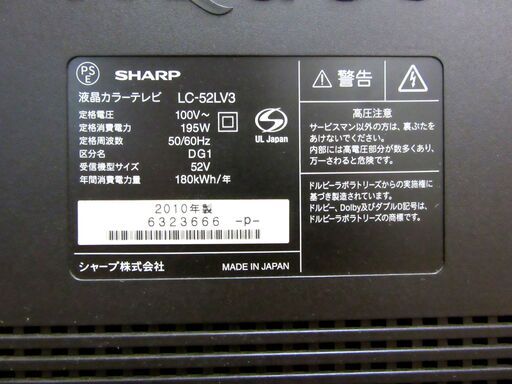 PS
E
SHARP
液晶カラーテレビ LC-52LV3
定格電圧 100V～
定格消費電力 195W
定格周波数 50/60Hz
区分名 DG1
受信機型サイズ 52V
年間消費電力量 180kWh/年
UL Japan
2010年製
6323666 -p-
シャープ株式会社 MADE IN JAPAN
警告
高圧注意
サービスマン以外の方は、裏ぶたを
あけないでください。
内部には高電圧部分が数多くあり、
万一さわると危険です。
ドルビーラボラトリーズからの実施権に
基づき製造されています。
ドルビー、Dolby及びダブルD記号は、
ドルビーラボラトリーズの商標です。